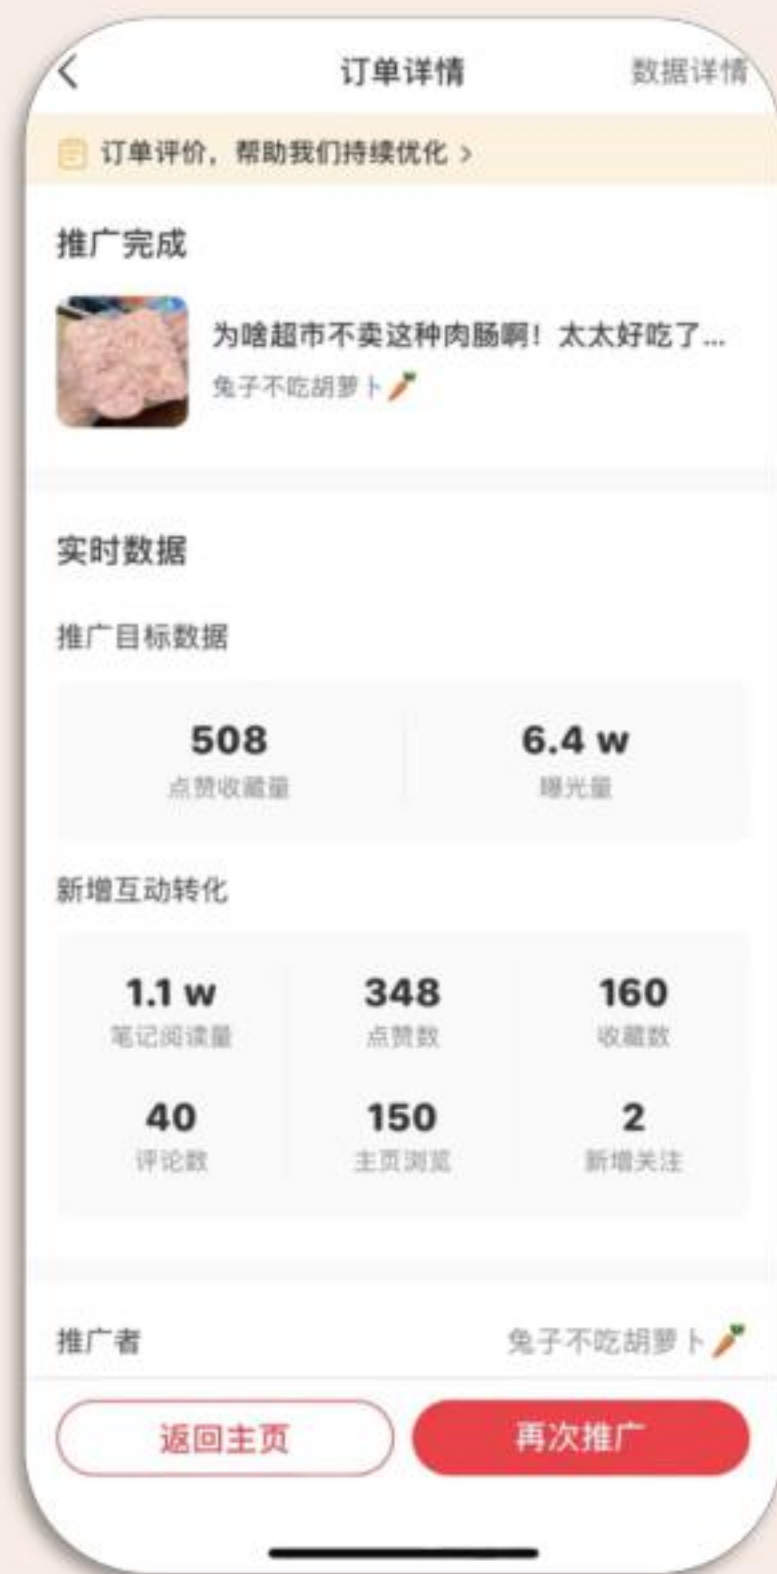 订单详情
数据详情
订单评价，帮助我们持续优化 >
推广完成
为啥超市不卖这种肉肠啊！太太好吃了...
兔子不吃胡萝卜🥕
实时数据
推广目标数据
508
6.4 w
点赞收藏量
曝光量
新增互动转化
1.1 w
348
160
笔记阅读量
点赞数
收藏数
40
150
2
评论数
主页浏览
新增关注
推广者
兔子不吃胡萝卜🥕
返回主页
再次推广